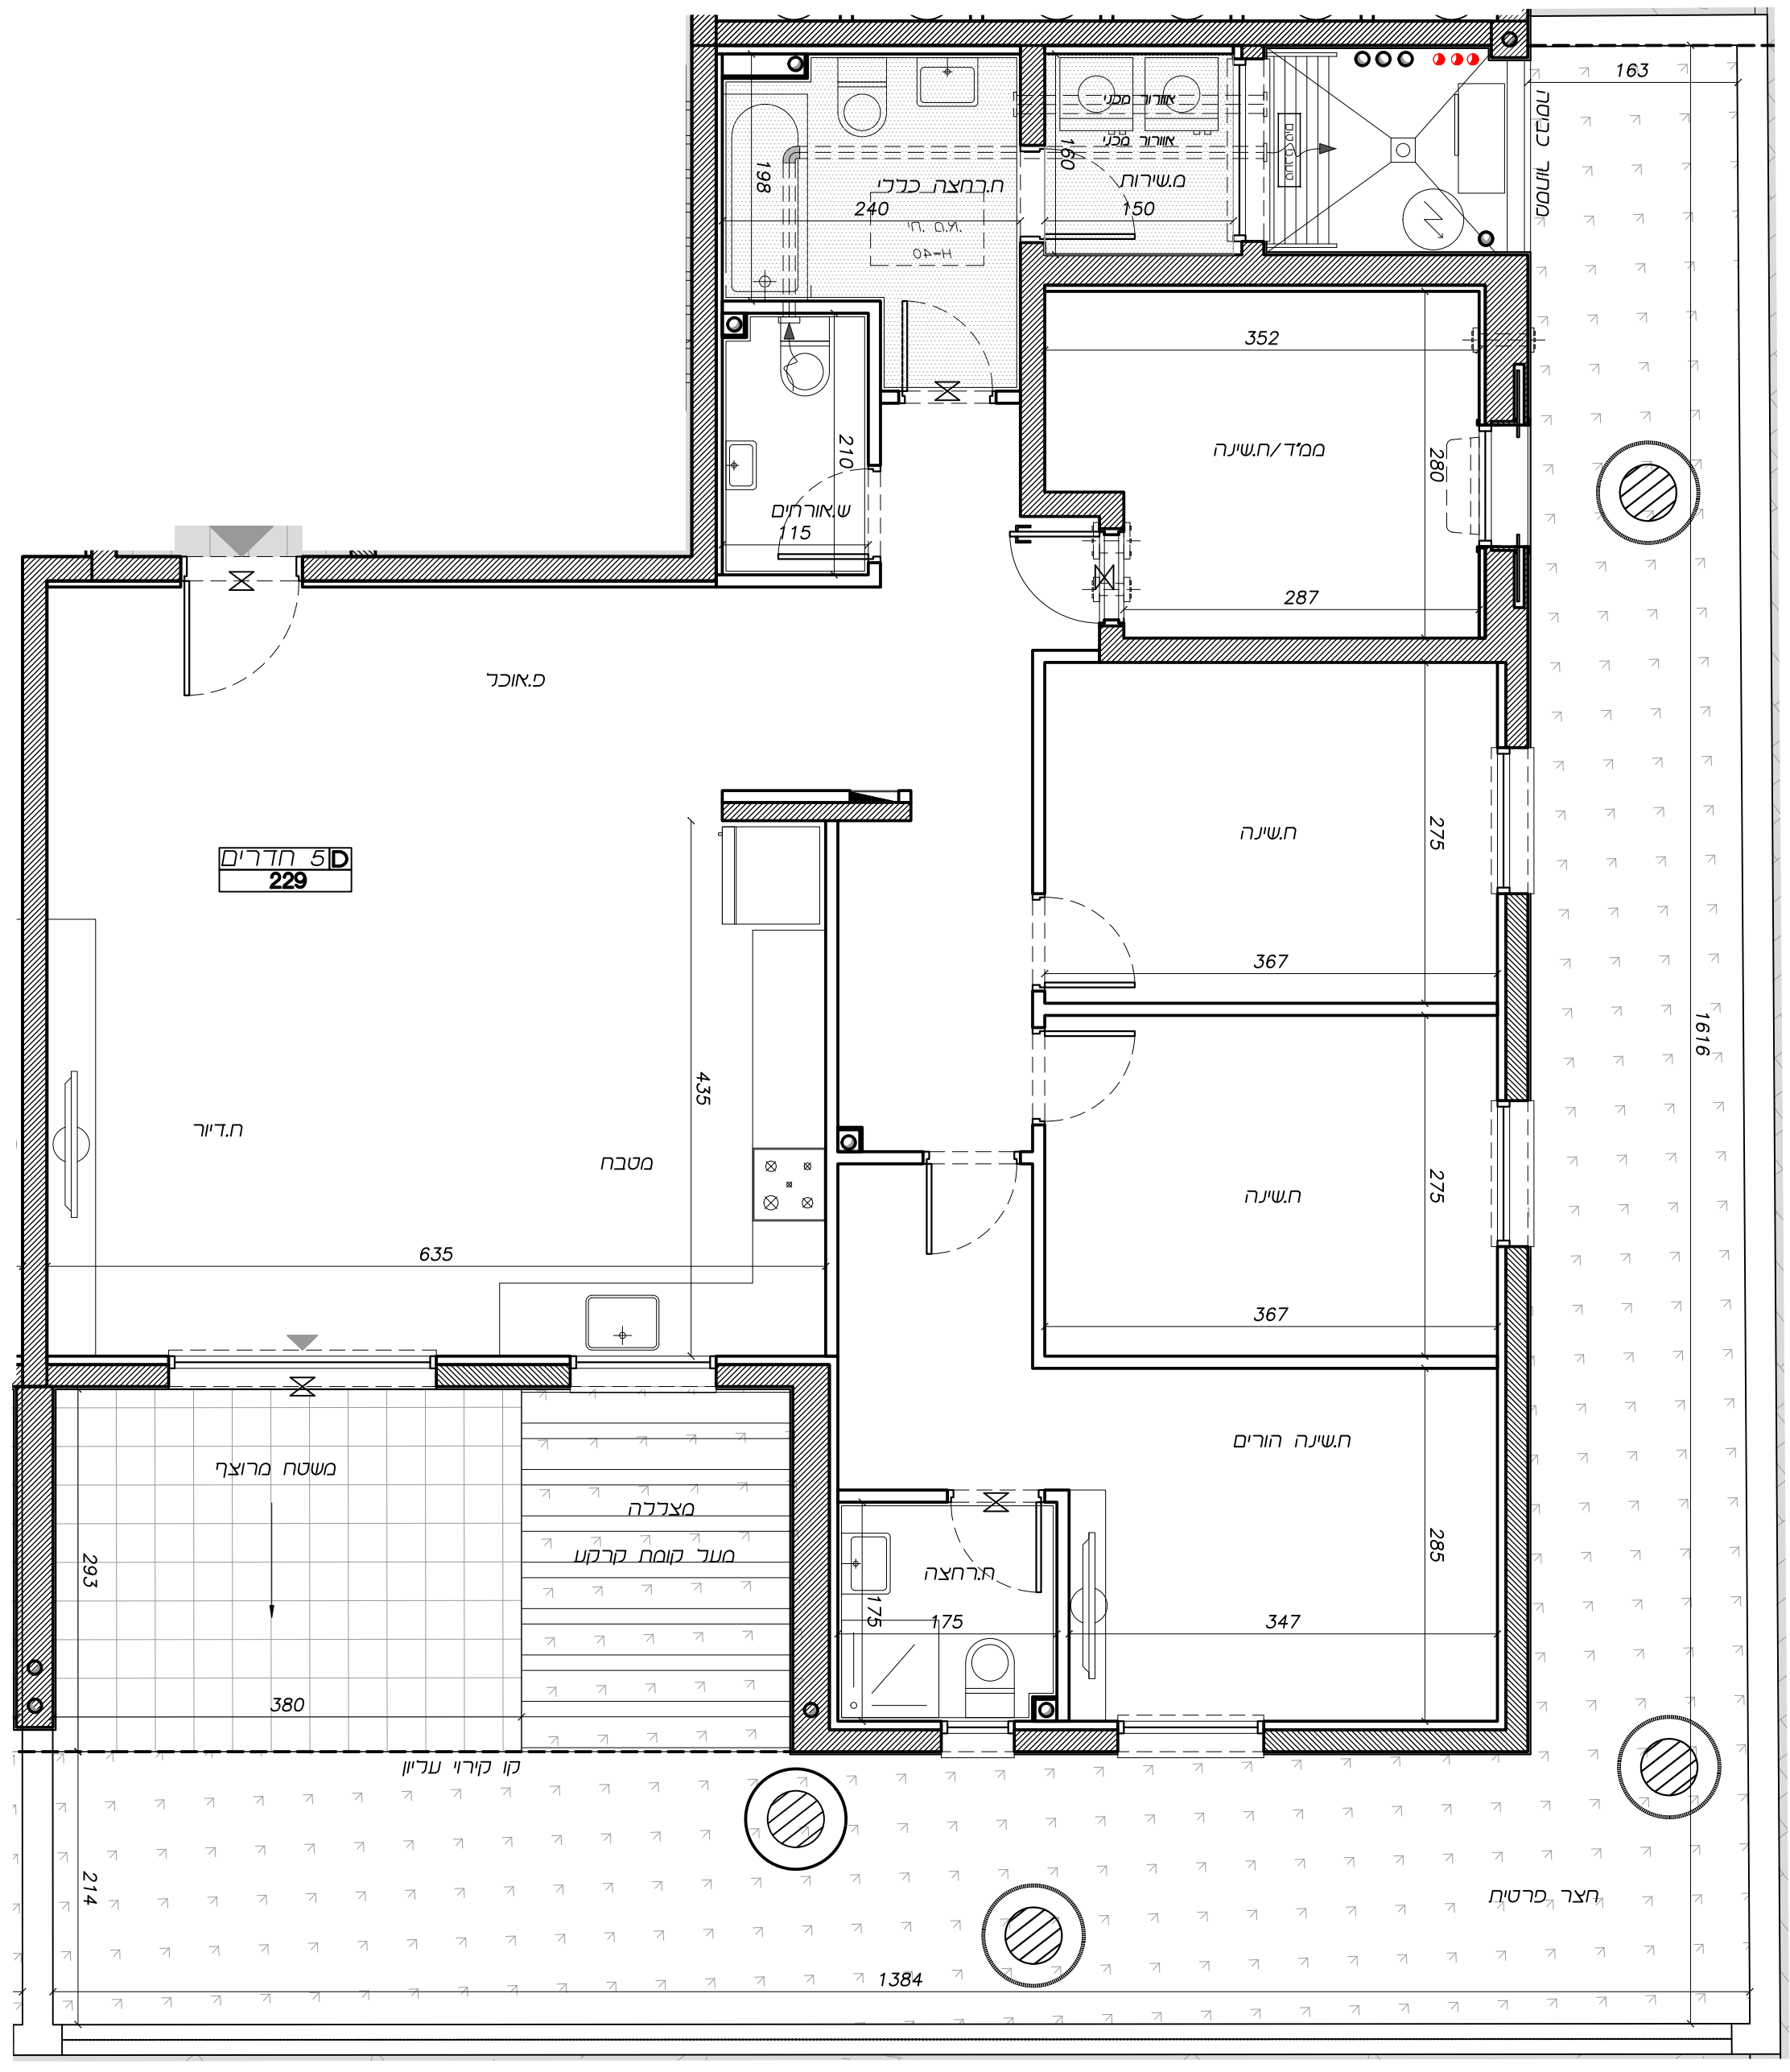 163
אוורור מכני
אוורור מכני
מסתור כביסה
198
160
מ.שירות
ח.רחצה כללי
240
150
H-40
352
210
ממ"ד/ח.שינה
280
ש.אורחים
115
287
פ.אוכל
5 חדרים D
229
ח.שינה
275
367
1616
435
ח.דיור
מטבח
275
ח.שינה
635
367
ח.שינה הורים
משטח מרוצף
מצללה
מעל קומת קרקע
293
285
ח.רחצה
175
175
347
380
קו קירוי עליון
214
חצר פרטית
1384